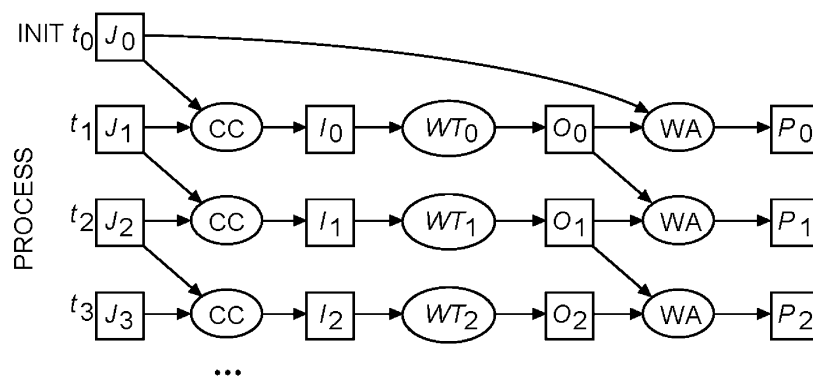 INIT t0 J0
t1 J1 CC I0 WT0 O0 WA P0
PROCESS
t2 J2 CC I1 WT1 O1 WA P1
t3 J3 CC I2 WT2 O2 WA P2
...